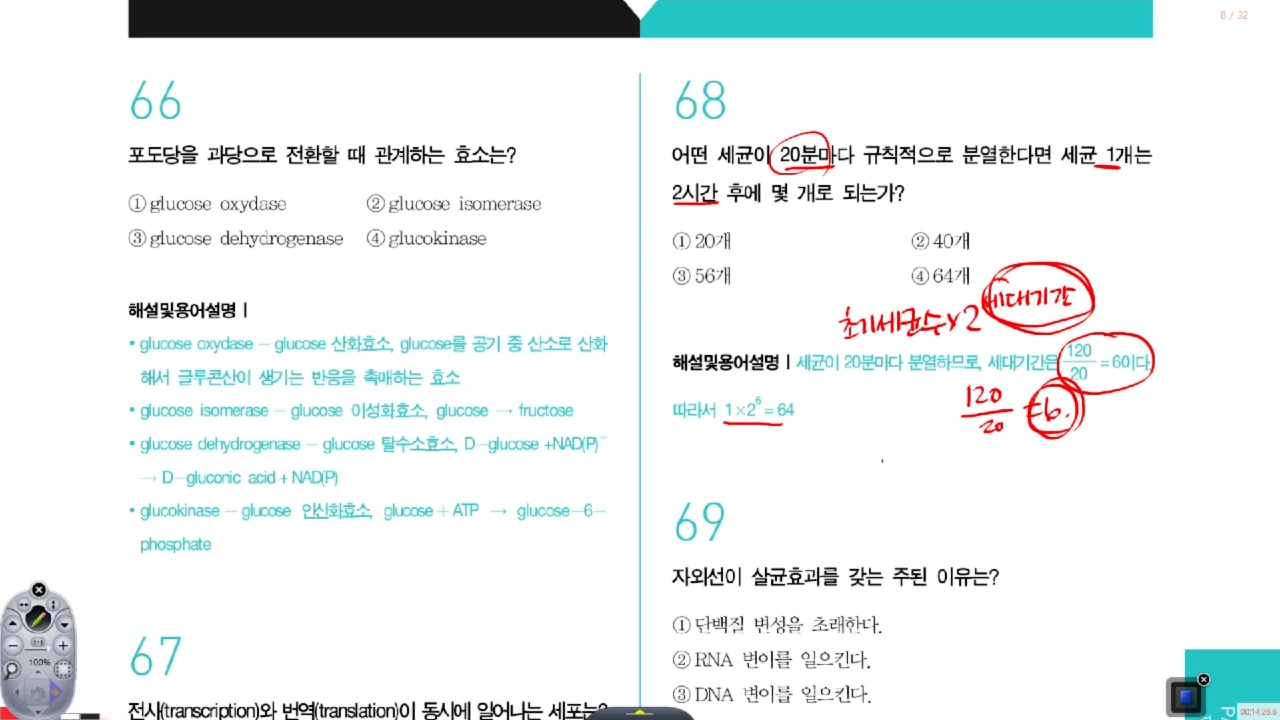 8 / 32
66
포도당을 과당으로 전환할 때 관계하는 효소는?
① glucose oxydase ② glucose isomerase
③ glucose dehydrogenase ④ glucokinase
해설및용어설명 |
• glucose oxydase – glucose 산화효소, glucose를 공기 중 산소로 산화
해서 글루콘산이 생기는 반응을 촉매하는 효소
• glucose isomerase – glucose 이성화효소, glucose → fructose
• glucose dehydrogenase – glucose 탈수소효소, D–glucose +NAD(P)⁺
→ D–gluconic acid + NAD(P)
• glucokinase – glucose 인산화효소, glucose + ATP → glucose–6–
phosphate
67
전사(transcription)와 번역(translation)이 동시에 일어나는 세포는?
68
어떤 세균이 20분마다 규칙적으로 분열한다면 세균 1개는
2시간 후에 몇 개로 되는가?
① 20개 ② 40개
③ 56개 ④ 64개
초기세균수×2 세대기간
해설및용어설명 | 세균이 20분마다 분열하므로, 세대기간은 120/20 = 6이다.
따라서 1×2⁶ = 64
120/20 = 6.
69
자외선이 살균효과를 갖는 주된 이유는?
① 단백질 변성을 초래한다.
② RNA 변이를 일으킨다.
③ DNA 변이를 일으킨다.
100%